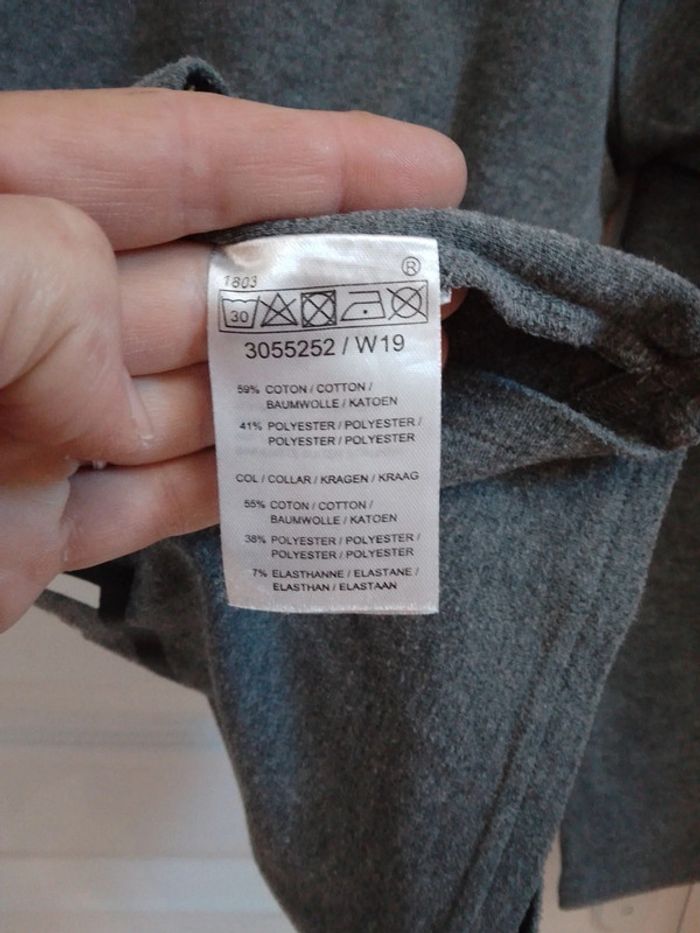 1803
®
30
3055252 / W19
59% COTON / COTTON /
BAUMWOLLE / KATOEN
41% POLYESTER / POLYESTER /
POLYESTER / POLYESTER
COL / COLLAR / KRAGEN / KRAAG
55% COTON / COTTON /
BAUMWOLLE / KATOEN
38% POLYESTER / POLYESTER /
POLYESTER / POLYESTER
7% ELASTHANNE / ELASTANE /
ELASTHAN / ELASTAAN